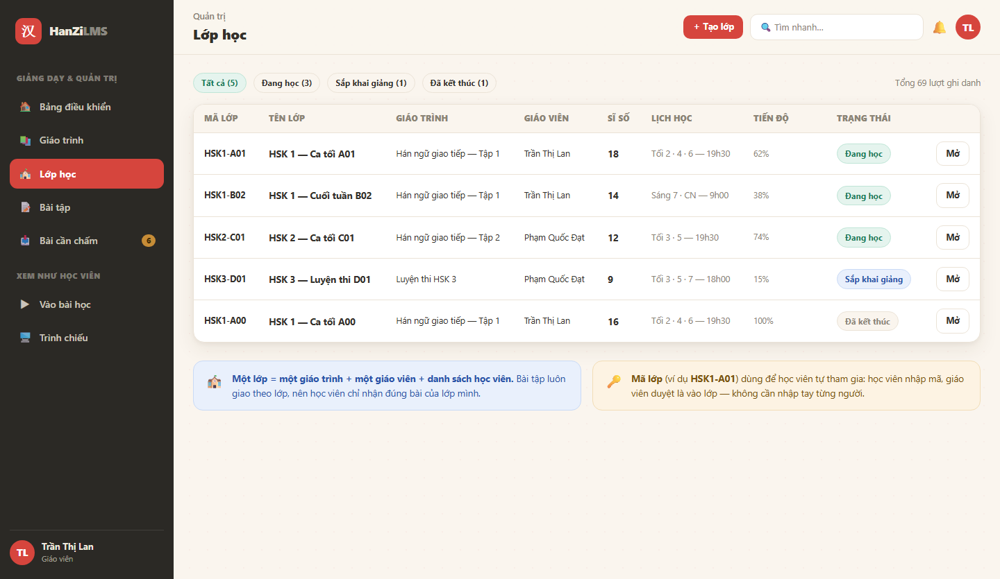 汉 HanZiLMS
GIẢNG DẠY & QUẢN TRỊ
Bảng điều khiển
Giáo trình
Lớp học
Bài tập
Bài cần chấm 6
XEM NHƯ HỌC VIÊN
Vào bài học
Trình chiếu
TL Trần Thị Lan
Giáo viên
Quản trị
Lớp học
+ Tạo lớp
Tìm nhanh...
TL
Tất cả (5) Đang học (3) Sắp khai giảng (1) Đã kết thúc (1) Tổng 69 lượt ghi danh
MÃ LỚP TÊN LỚP GIÁO TRÌNH GIÁO VIÊN SĨ SỐ LỊCH HỌC TIẾN ĐỘ TRẠNG THÁI
HSK1-A01 HSK 1 — Ca tối A01 Hán ngữ giao tiếp — Tập 1 Trần Thị Lan 18 Tối 2 · 4 · 6 — 19h30 62% Đang học Mở
HSK1-B02 HSK 1 — Cuối tuần B02 Hán ngữ giao tiếp — Tập 1 Trần Thị Lan 14 Sáng 7 · CN — 9h00 38% Đang học Mở
HSK2-C01 HSK 2 — Ca tối C01 Hán ngữ giao tiếp — Tập 2 Phạm Quốc Đạt 12 Tối 3 · 5 — 19h30 74% Đang học Mở
HSK3-D01 HSK 3 — Luyện thi D01 Luyện thi HSK 3 Phạm Quốc Đạt 9 Tối 3 · 5 · 7 — 18h00 15% Sắp khai giảng Mở
HSK1-A00 HSK 1 — Ca tối A00 Hán ngữ giao tiếp — Tập 1 Trần Thị Lan 16 Tối 2 · 4 · 6 — 19h30 100% Đã kết thúc Mở
Một lớp = một giáo trình + một giáo viên + danh sách học viên. Bài tập luôn
giao theo lớp, nên học viên chỉ nhận đúng bài của lớp mình.
Mã lớp (ví dụ HSK1-A01) dùng để học viên tự tham gia: học viên nhập mã, giáo
viên duyệt là vào lớp — không cần nhập tay từng người.